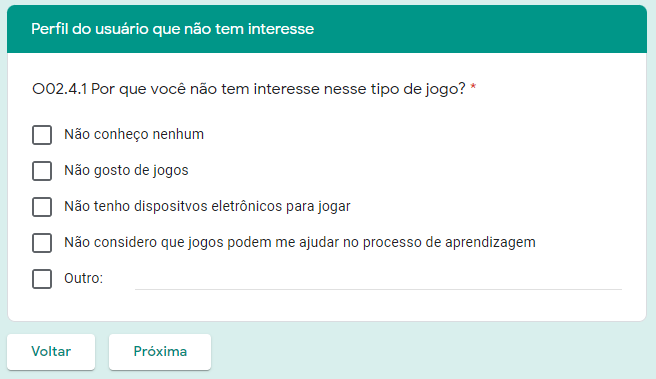 Perfil do usuário que não tem interesse
O02.4.1 Por que você não tem interesse nesse tipo de jogo? *
Não conheço nenhum
Não gosto de jogos
Não tenho dispositvos eletrônicos para jogar
Não considero que jogos podem me ajudar no processo de aprendizagem
Outro:
Voltar
Próxima